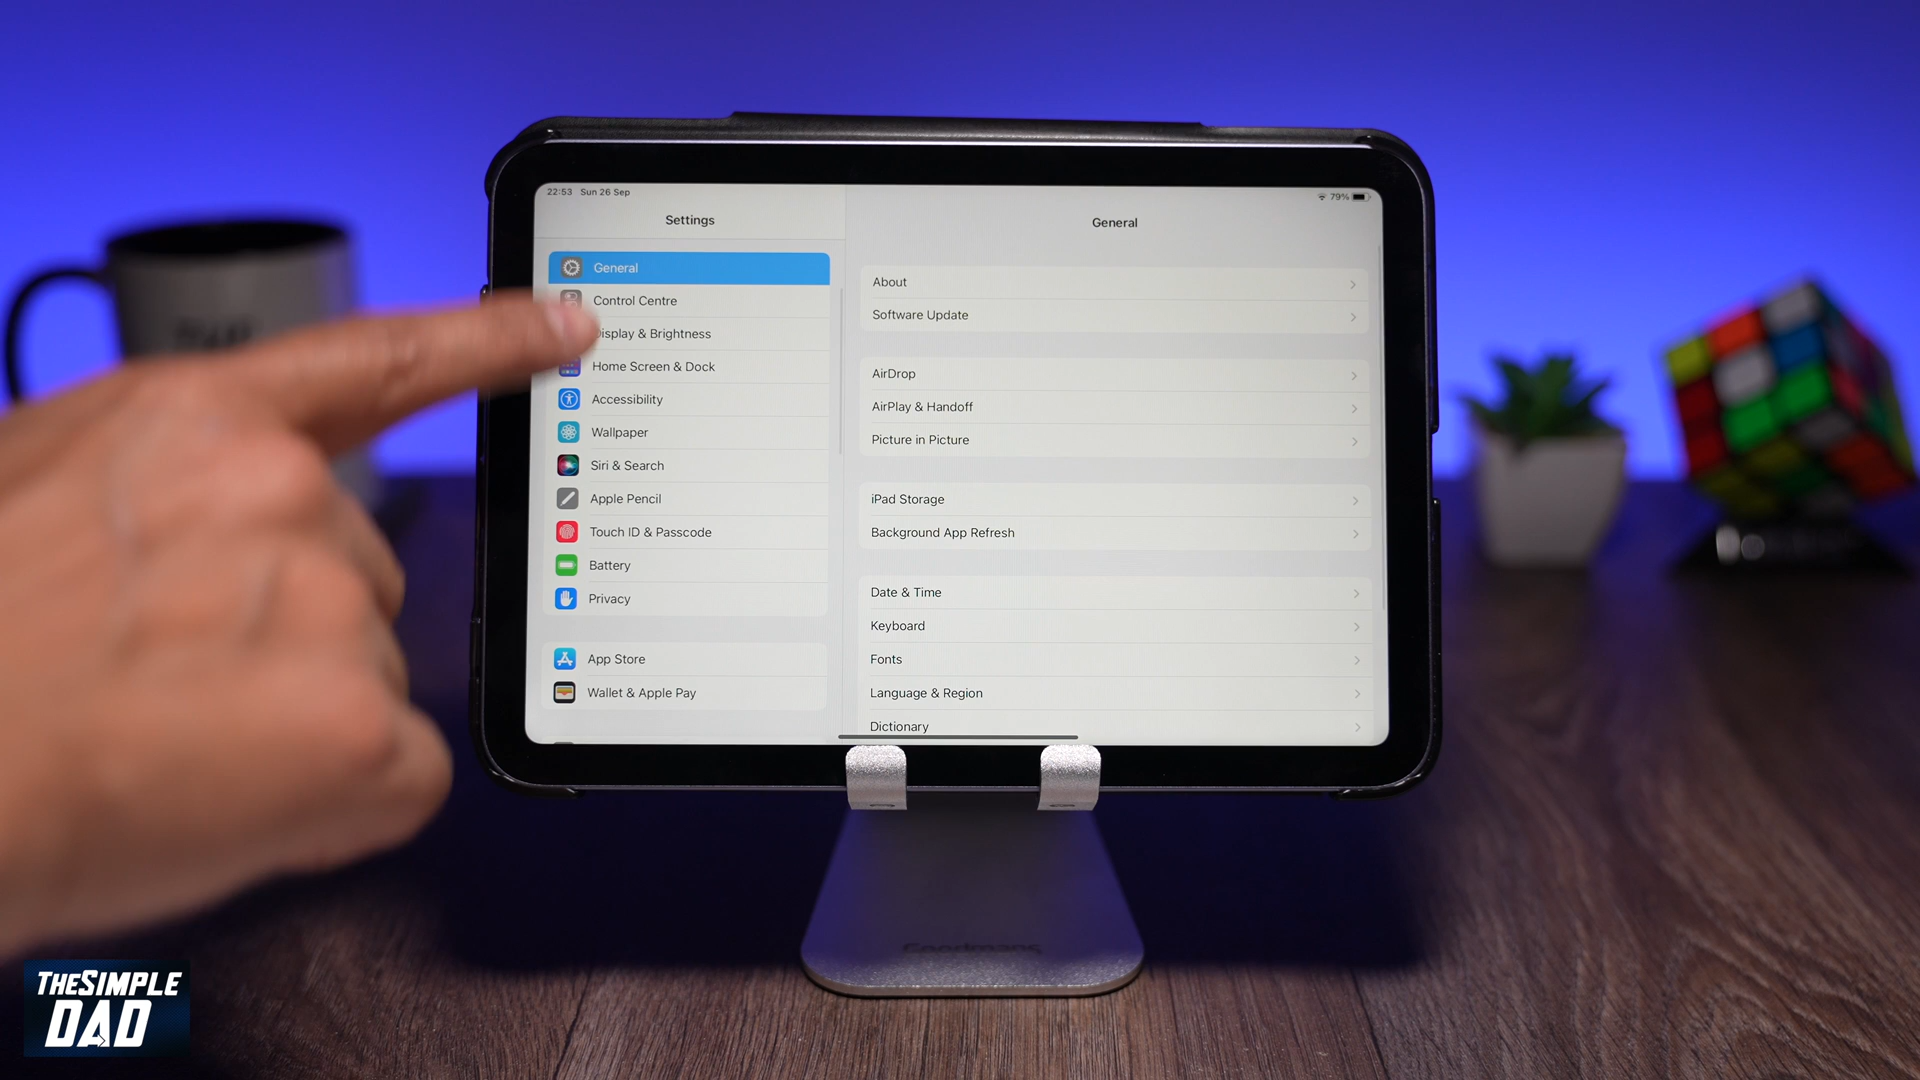 22:53 Sun 26 Sep
79%
Settings
General
General
Control Centre
Display & Brightness
Home Screen & Dock
Accessibility
Wallpaper
Siri & Search
Apple Pencil
Touch ID & Passcode
Battery
Privacy
App Store
Wallet & Apple Pay
About
Software Update
AirDrop
AirPlay & Handoff
Picture in Picture
iPad Storage
Background App Refresh
Date & Time
Keyboard
Fonts
Language & Region
Dictionary
Goodmans
THESIMPLE
DAD